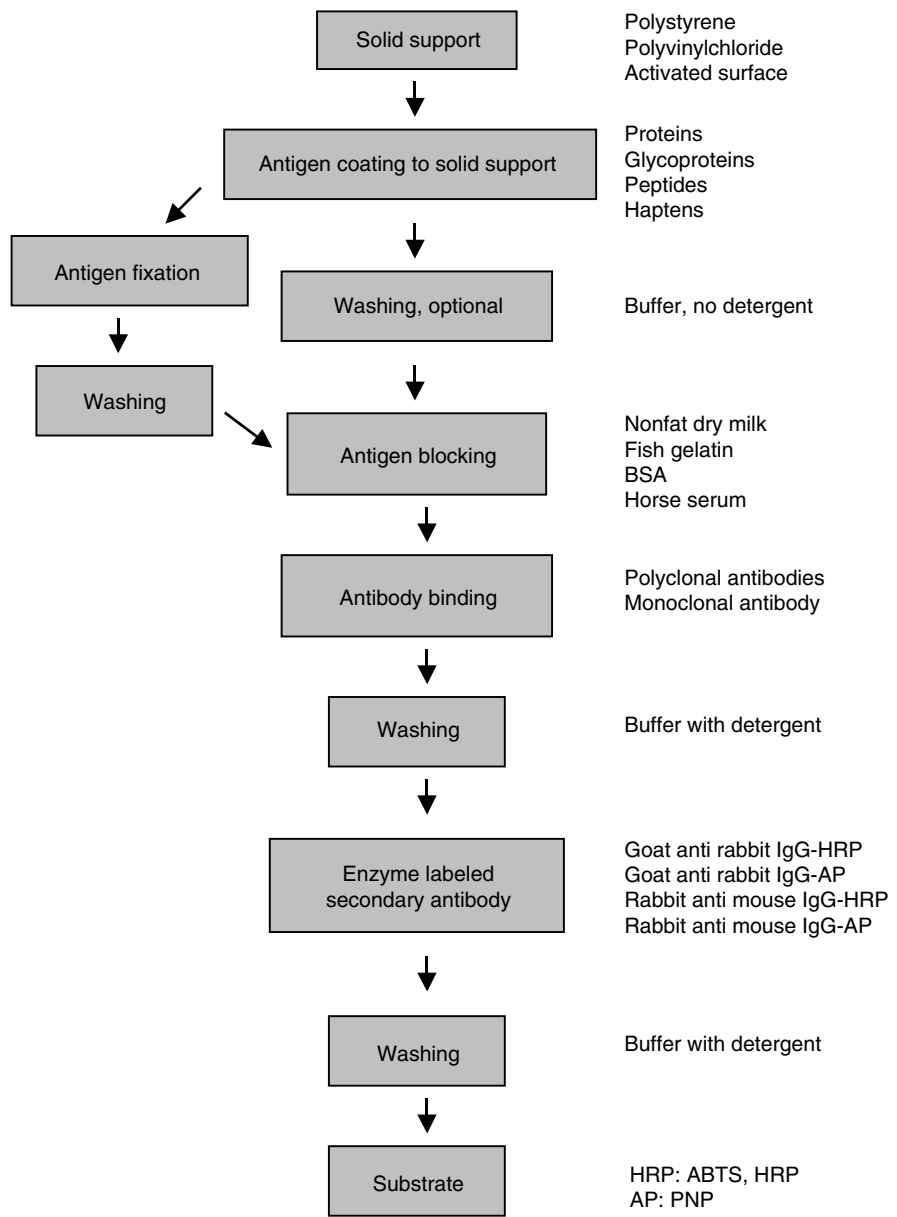 Solid support
Polystyrene
Polyvinylchloride
Activated surface
Antigen coating to solid support
Proteins
Glycoproteins
Peptides
Haptens
Antigen fixation
Washing, optional
Buffer, no detergent
Washing
Antigen blocking
Nonfat dry milk
Fish gelatin
BSA
Horse serum
Antibody binding
Polyclonal antibodies
Monoclonal antibody
Washing
Buffer with detergent
Enzyme labeled
secondary antibody
Goat anti rabbit IgG-HRP
Goat anti rabbit IgG-AP
Rabbit anti mouse IgG-HRP
Rabbit anti mouse IgG-AP
Washing
Buffer with detergent
Substrate
HRP: ABTS, HRP
AP: PNP